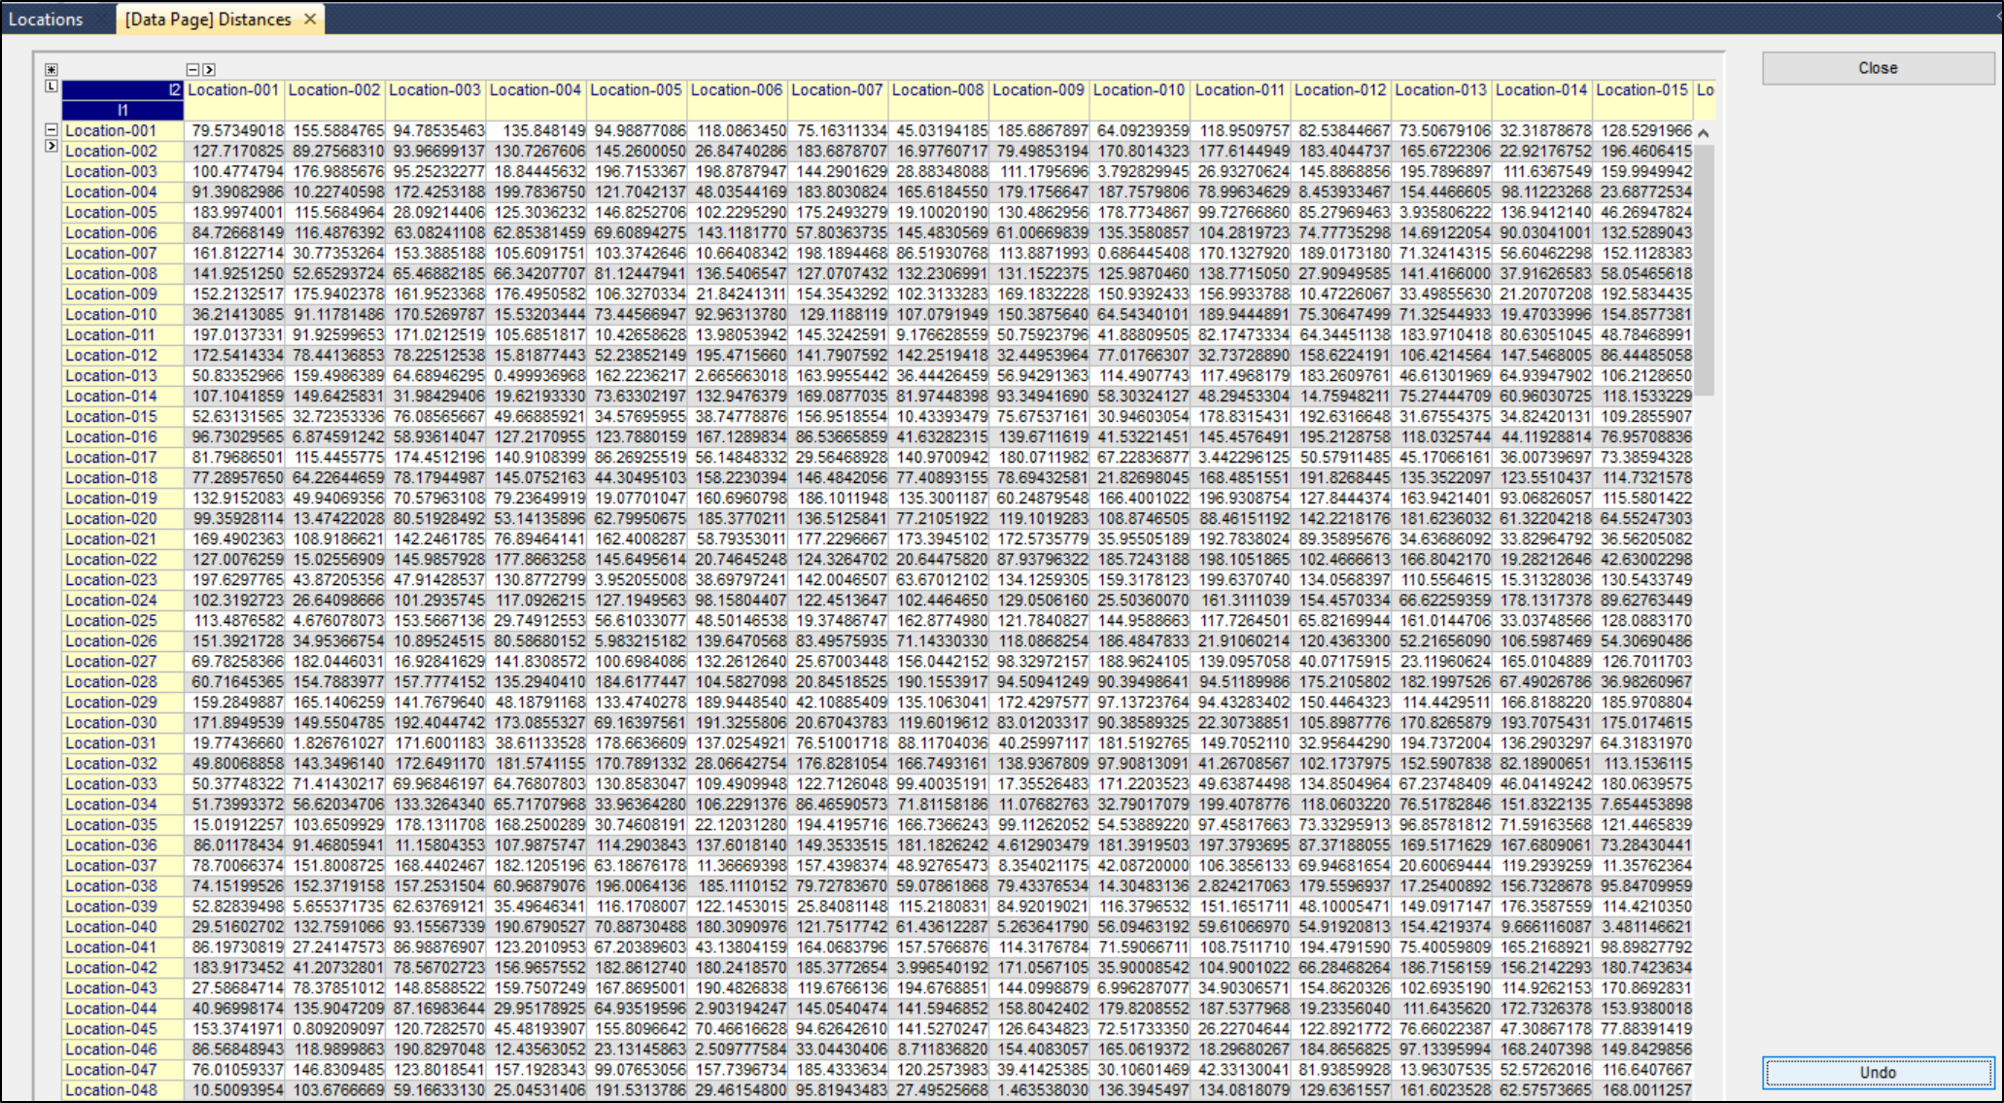 Locations
[Data Page] Distances
Close
I2 Location-001 Location-002 Location-003 Location-004 Location-005 Location-006 Location-007 Location-008 Location-009 Location-010 Location-011 Location-012 Location-013 Location-014 Location-015 Lo
I1
Location-001 79.57349018 155.5884765 94.78535463 135.848149 94.98877086 118.0863450 75.16311334 45.03194185 185.6867897 64.09239359 118.9509757 82.53844667 73.50679106 32.31878678 128.5291966
Location-002 127.7170825 89.27568310 93.96699137 130.7267606 145.2600050 26.84740286 183.6878707 16.97760717 79.49853194 170.8014323 177.6144949 183.4044737 165.6722306 22.92176752 196.4606415
Location-003 100.4774794 176.9885676 95.25232277 18.84445632 196.7153367 198.8787947 144.2901629 28.88348088 111.1795696 3.792829945 26.93270624 145.8868856 195.7896897 111.6367549 159.9949942
Location-004 91.39082986 10.22740598 172.4253188 199.7836750 121.7042137 48.03544169 183.8030824 165.6184550 179.1756647 187.7579806 78.99634629 8.453933467 154.4466605 98.11223268 23.68772534
Location-005 183.9974001 115.5684964 28.09214406 125.3036232 146.8252706 102.2295290 175.2493279 19.10020190 130.4862956 178.7734867 99.72766860 85.27969463 3.935806222 136.9412140 46.26947824
Location-006 84.72668149 116.4876392 63.08241108 62.85381459 69.60894275 143.1181770 57.80363735 145.4830569 61.00669839 135.3580857 104.2819723 74.77735298 14.69122054 90.03041001 132.5289043
Location-007 161.8122714 30.77353264 153.3885188 105.6091751 103.3742646 10.66408342 198.1894468 86.51930768 113.8871993 0.686445408 170.1327920 189.0173180 71.32414315 56.60462298 152.1128383
Location-008 141.9251250 52.65293724 65.46882185 66.34207707 81.12447941 136.5406547 127.0707432 132.2306991 131.1522375 125.9870460 138.7715050 27.90949585 141.4166000 37.91626583 58.05465618
Location-009 152.2132517 175.9402378 161.9523368 176.4950582 106.3270334 21.84241311 154.3543292 102.3133283 169.1832228 150.9392433 156.9933788 10.47226067 33.49855630 21.20707208 192.5834435
Location-010 36.21413085 91.11781486 170.5269787 15.53203444 73.44566947 92.96313780 129.1188119 107.0791949 150.3875640 64.54340101 189.9444891 75.30647499 71.32544933 19.47033996 154.8577381
Location-011 197.0137331 91.92599653 171.0212519 105.6851817 10.42658628 13.98053942 145.3242591 9.176628559 50.75923796 41.88809505 82.17473334 64.34451138 183.9710418 80.63051045 48.78468991
Location-012 172.5414334 78.44136853 78.22512538 15.81877443 52.23852149 195.4715660 141.7907592 142.2519418 32.44953964 77.01766307 32.73728890 158.6224191 106.4214564 147.5468005 86.44485058
Location-013 50.83352966 159.4986389 64.68946295 0.499936968 162.2236217 2.665663018 163.9955442 36.44426459 56.94291363 114.4907743 117.4968179 183.2609761 46.61301969 64.93947902 106.2128650
Location-014 107.1041859 149.6425831 31.98429406 19.62193330 73.63302197 132.9476379 169.0877035 81.97448398 93.34941690 58.30324127 48.29453304 14.75948211 75.27444709 60.96030725 118.1533229
Location-015 52.63131565 32.72353336 76.08565667 49.66885921 34.57695955 38.74778876 156.9518554 10.43393479 75.67537161 30.94603054 178.8315431 192.6316648 31.67554375 34.82420131 109.2855907
Location-016 96.73029565 6.874591242 58.93614047 127.2170955 123.7880159 167.1289834 86.53665859 41.63282315 139.6711619 41.53221451 145.4576491 195.2128758 118.0325744 44.11928814 76.95708836
Location-017 81.79686501 115.4455775 174.4512196 140.9108399 86.26925519 56.14848332 29.56468928 140.9700942 180.0711982 67.22836877 3.442296125 50.57911485 45.17066161 36.00739697 73.38594328
Location-018 77.28957650 64.22644659 78.17944987 145.0752163 44.30495103 158.2230394 146.4842056 77.40893155 78.69432581 21.82698045 168.4851551 191.8268445 135.3522097 123.5510437 114.7321578
Location-019 132.9152083 49.94069356 70.57963108 79.23649919 19.07701047 160.6960798 186.1011948 135.3001187 60.24879548 166.4001022 196.9308754 127.8444374 163.9421401 93.06826057 115.5801422
Location-020 99.35928114 13.47422028 80.51928492 53.14135896 62.79950675 185.3770211 136.5125841 77.21051922 119.1019283 108.8746505 88.46151192 142.2218176 181.6236032 61.32204218 64.55247303
Location-021 169.4902363 108.9186621 142.2461785 76.89464141 162.4008287 58.79353011 177.2296667 173.3945102 172.5735779 35.95505189 192.7838024 89.35895676 34.63686092 33.82964792 36.56205082
Location-022 127.0076259 15.02556909 145.9857928 177.8663258 145.6495614 20.74645248 124.3264702 20.64475820 87.93796322 185.7243188 198.1051865 102.4666613 166.8042170 19.28212646 42.63002298
Location-023 197.6297765 43.87205356 47.91428537 130.8772799 3.952055008 38.69797241 142.0046507 63.67012102 134.1259305 159.3178123 199.6370740 134.0568397 110.5564615 15.31328036 130.5433749
Location-024 102.3192723 26.64098666 101.2935745 117.0926215 127.1949563 98.15804407 122.4513647 102.4464650 129.0506160 25.50360070 161.3111039 154.4570334 66.62259359 178.1317378 89.62763449
Location-025 113.4876582 4.676078073 153.5667136 29.74912553 56.61033077 48.50146538 19.37486747 162.8774980 121.7840827 144.9588663 117.7264501 65.82169944 161.0144706 33.03748566 128.0883170
Location-026 151.3921728 34.95366754 10.89524515 80.58680152 5.983215182 139.6470568 83.49575935 71.14330330 118.0868254 186.4847833 21.91060214 120.4363300 52.21656090 106.5987469 54.30690486
Location-027 69.78258366 182.0446031 16.92841629 141.8308572 100.6984086 132.2612640 25.67003448 156.0442152 98.32972157 188.9624105 139.0957058 40.07175915 23.11960624 165.0104889 126.7011703
Location-028 60.71645365 154.7883977 157.7774152 135.2940410 184.6177447 104.5827098 20.84518525 190.1553917 94.50941249 90.39498641 94.51189986 175.2105802 182.1997526 67.49026786 36.98260967
Location-029 159.2849887 165.1406259 141.7679640 48.18791168 133.4740278 189.9448540 42.10885409 135.1063041 172.4297577 97.13723764 94.43283402 150.4464323 114.4429511 166.8188220 185.9708804
Location-030 171.8949539 149.5504785 192.4044742 173.0855327 69.16397561 191.3255806 20.67043783 119.6019612 83.01203317 90.38589325 22.30738851 105.8987776 170.8265879 193.7075431 175.0174615
Location-031 19.77436660 1.826761027 171.6001183 38.61133528 178.6636609 137.0254921 76.51001718 88.11704036 40.25997117 181.5192765 149.7052110 32.95644290 194.7372004 136.2903297 64.31831970
Location-032 49.80068858 143.3496140 172.6491170 181.5741155 170.7891332 28.06642754 176.8281054 166.7493161 138.9367809 97.90813091 41.26708567 102.1737975 152.5907838 82.18900651 113.1536115
Location-033 50.37748322 71.41430217 69.96846197 64.76807803 130.8583047 109.4909948 122.7126048 99.40035191 17.35526483 171.2203523 49.63874498 134.8504964 67.23748409 46.04149242 180.0639575
Location-034 51.73993372 56.62034706 133.3264340 65.71707968 33.96364280 106.2291376 86.46590573 71.81158186 11.07682763 32.79017079 199.4078776 118.0603220 76.51782846 151.8322135 7.654453898
Location-035 15.01912257 103.6509929 178.1311708 168.2500289 30.74608191 22.12031280 194.4195716 166.7366243 99.11262052 54.53889220 97.45817663 73.33295913 96.85781812 71.59163568 121.4465839
Location-036 86.01178434 91.46805941 11.15804353 107.9875747 114.2903843 137.6018140 149.3533515 181.1826242 4.612903479 181.3919503 197.3793695 87.37188055 169.5171629 167.6809061 73.28430441
Location-037 78.70066374 151.8008725 168.4402467 182.1205196 63.18676178 11.36669398 157.4398374 48.92765473 8.354021175 42.08720000 106.3856133 69.94681654 20.60069444 119.2939259 11.35762364
Location-038 74.15199526 152.3719158 157.2531504 60.96879076 196.0064136 185.1110152 79.72783670 59.07861868 79.43376534 14.30483136 2.824217063 179.5596937 17.25400892 156.7328678 95.84709959
Location-039 52.82839498 5.655371735 62.63769121 35.49646341 116.1708007 122.1453015 25.84081148 115.2180831 84.92019021 116.3796532 151.1651711 48.10005471 149.0917147 176.3587559 114.4210350
Location-040 29.51602702 132.7591066 93.15567339 190.6790527 70.88730488 180.3090976 121.7517742 61.43612287 5.263641790 56.09463192 59.61066970 54.91920813 154.4219374 9.666116087 3.481146621
Location-041 86.19730819 27.24147573 86.98876907 123.2010953 67.20389603 43.13804159 164.0683796 157.5766876 114.3176784 71.59066711 108.7511710 194.4791590 75.40059809 165.2168921 98.89827792
Location-042 183.9173452 41.20732801 78.56702723 156.9657552 182.8612740 180.2418570 185.3772654 3.996540192 171.0567105 35.90008542 104.9001022 66.28468264 186.7156159 156.2142293 180.7423634
Location-043 27.58684714 78.37851012 148.8588522 159.7507249 167.8695001 190.4826838 119.6766136 194.6768851 144.0998879 6.996287077 34.90306571 154.8620326 102.6935190 114.9262153 170.8692831
Location-044 40.96998174 135.9047209 87.16983644 29.95178925 64.93519596 2.903194247 145.0540474 141.5946852 158.8042402 179.8208552 187.5377968 19.23356040 111.6435620 172.7326378 153.9380018
Location-045 153.3741971 0.809209097 120.7282570 45.48193907 155.8096642 70.46616628 94.62642610 141.5270247 126.6434823 72.51733350 26.22704644 122.8921772 76.66022387 47.30867178 77.88391419
Location-046 86.56848943 118.9899863 190.8297048 12.43563052 23.13145863 2.509777584 33.04430406 8.711836820 154.4083057 165.0619372 18.29680267 184.8656825 97.13395994 168.2407398 149.8429856
Location-047 76.01059337 146.8309485 123.8018541 157.1928343 99.07653056 157.7396734 185.4333634 120.2573983 39.41425385 30.10601469 42.33130041 81.93859928 13.96307535 52.57262016 116.6407667
Location-048 10.50093954 103.6766669 59.16633130 25.04531406 191.5313786 29.46154800 95.81943483 27.49525668 1.463538030 136.3945497 134.0818079 129.6361557 161.6023528 62.57573665 168.0011257
Undo